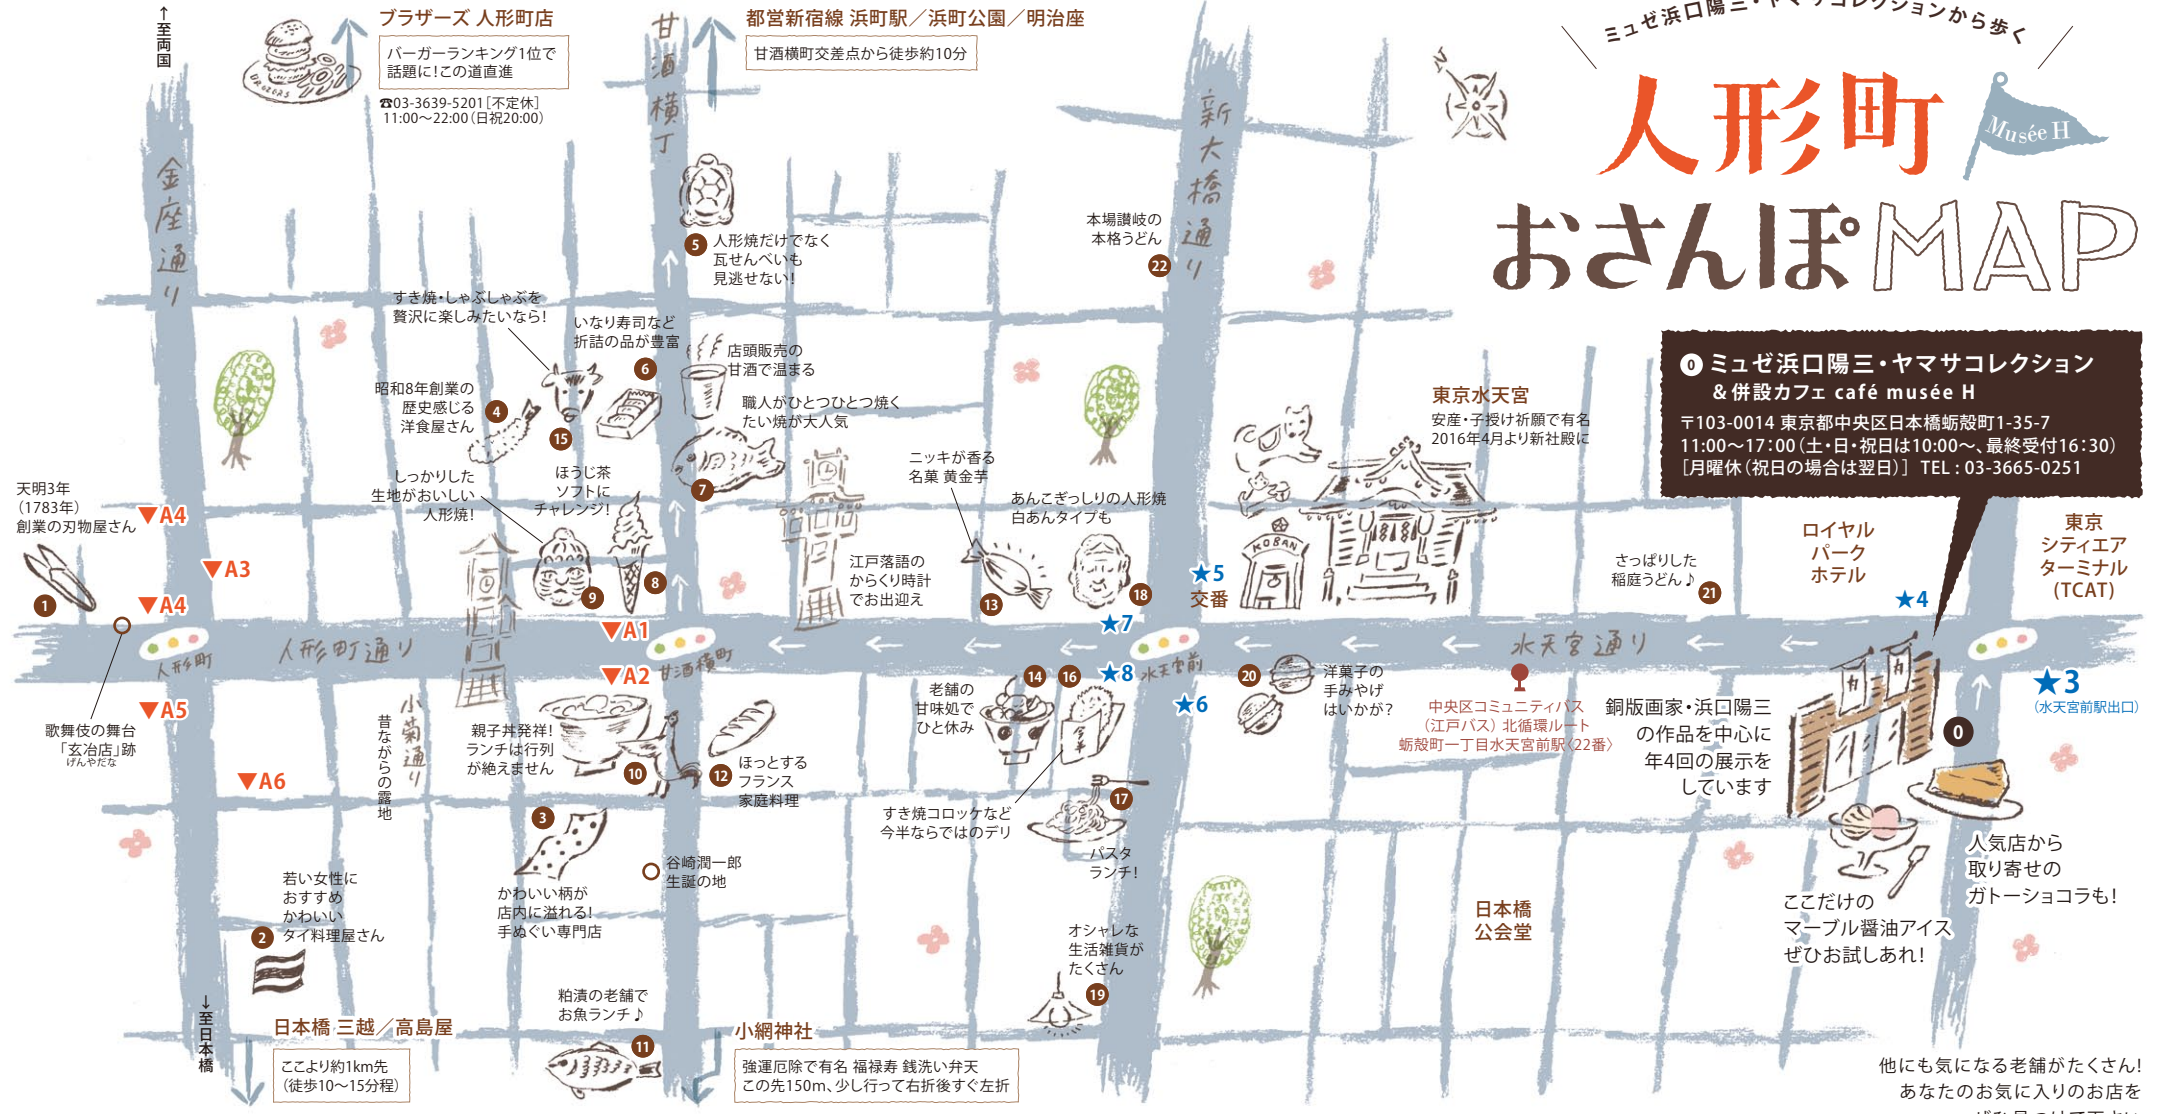 ミュゼ浜口陽三・ヤマサコレクションから歩く
人形町
Musée H
おさんぽMAP
↑至両国
ブラザーズ 人形町店
バーガーランキング1位で
話題に!この道直進
☎03-3639-5201[不定休]
11:00〜22:00(日祝20:00)
BROZERS
甘酒横丁
都営新宿線 浜町駅／浜町公園／明治座
甘酒横丁交差点から徒歩約10分
新大橋通り
N
金座通り
5
人形焼だけでなく
瓦せんべいも
見逃せない!
本場讃岐の
本格うどん
22
すき焼・しゃぶしゃぶを
贅沢に楽しみたいなら!
15
いなり寿司など
折詰の品が豊富
6
店頭販売の
甘酒で温まる
職人がひとつひとつ焼く
たい焼が大人気
7
昭和8年創業の
歴史感じる
洋食屋さん
4
しっかりした
生地がおいしい
人形焼!
9
ほうじ茶
ソフトに
チャレンジ!
8
ニッキが香る
名菓 黄金芋
13
あんこぎっしりの人形焼
白あんタイプも
18
江戸落語の
からくり時計
でお出迎え
東京水天宮
安産・子授け祈願で有名
2016年4月より新社殿に
KOBAN
★5
交番
0 ミュゼ浜口陽三・ヤマサコレクション
＆併設カフェ café musée H
〒103-0014 東京都中央区日本橋蛎殻町1-35-7
11:00〜17:00(土・日・祝日は10:00〜、最終受付16:30)
[月曜休(祝日の場合は翌日)] TEL : 03-3665-0251
ロイヤル
パーク
ホテル
東京
シティエア
ターミナル
(TCAT)
さっぱりした
稲庭うどん♪
21
★4
天明3年
(1783年)
創業の刃物屋さん
1
▼A4
▼A3
▼A4
▼A1
★7
人形町
人形町通り
甘酒横町
水天宮前
水天宮通り
▼A2
★8
★6
★3
(水天宮前駅出口)
▼A5
▼A6
歌舞伎の舞台
「玄冶店」跡
げんやだな
小菊通り
昔ながらの露地
親子丼発祥!
ランチは行列
が絶えません
10
12
ほっとする
フランス
家庭料理
老舗の
甘味処で
ひと休み
14
16
今半
すき焼コロッケなど
今半ならではのデリ
17
パスタ
ランチ!
20
洋菓子の
手みやげ
はいかが?
中央区コミュニティバス
(江戸バス) 北循環ルート
蛎殻町一丁目水天宮前駅〈22番〉
銅版画家・浜口陽三
の作品を中心に
年4回の展示を
しています
0
人気店から
取り寄せの
ガトーショコラも!
ここだけの
マーブル醤油アイス
ぜひお試しあれ!
3
かわいい柄が
店内に溢れる!
手ぬぐい専門店
谷崎潤一郎
生誕の地
若い女性に
おすすめ
かわいい
タイ料理屋さん
2
オシャレな
生活雑貨が
たくさん
19
日本橋
公会堂
粕漬の老舗で
お魚ランチ♪
11
↓至日本橋
日本橋 三越／高島屋
ここより約1km先
(徒歩10〜15分程)
小網神社
強運厄除で有名 福禄寿 銭洗い弁天
この先150m、少し行って右折後すぐ左折
他にも気になる老舗がたくさん!
あなたのお気に入りのお店を